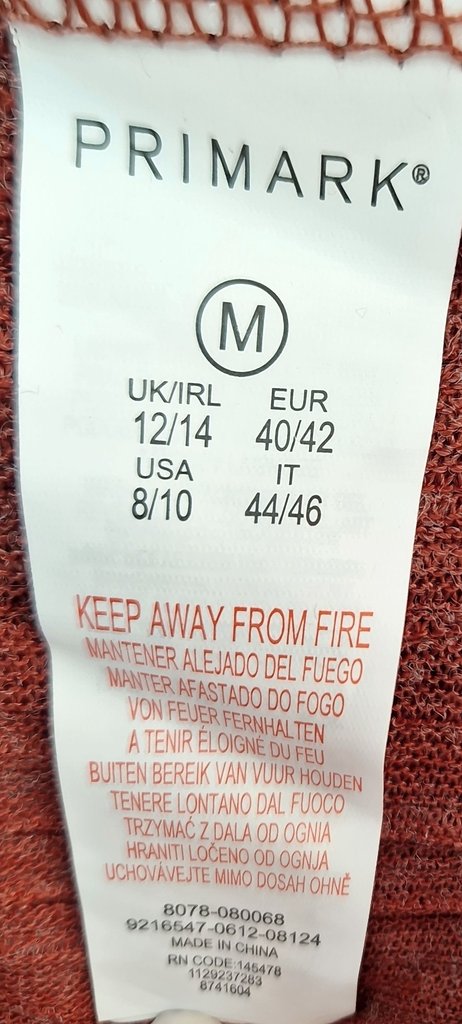 PRIMARK®
M
UK/IRL EUR
12/14 40/42
USA IT
8/10 44/46
KEEP AWAY FROM FIRE
MANTENER ALEJADO DEL FUEGO
MANTER AFASTADO DO FOGO
VON FEUER FERNHALTEN
A TENIR ÉLOIGNÉ DU FEU
BUITEN BEREIK VAN VUUR HOUDEN
TENERE LONTANO DAL FUOCO
TRZYMAĆ Z DALA OD OGNIA
HRANITI LOČENO OD OGNJA
UCHOVÁVEJTE MIMO DOSAH OHNĚ
8078-080068
9216547-0612-08124
MADE IN CHINA
RN CODE:145478
1129237283
8741604